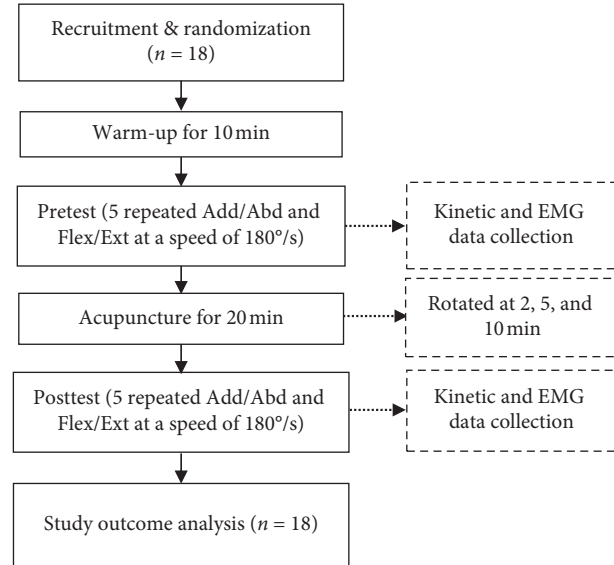 Recruitment & randomization
(n = 18)
Warm-up for 10 min
Pretest (5 repeated Add/Abd and
Flex/Ext at a speed of 180°/s)
Kinetic and EMG
data collection
Acupuncture for 20 min
Rotated at 2, 5, and
10 min
Posttest (5 repeated Add/Abd and
Flex/Ext at a speed of 180°/s)
Kinetic and EMG
data collection
Study outcome analysis (n = 18)